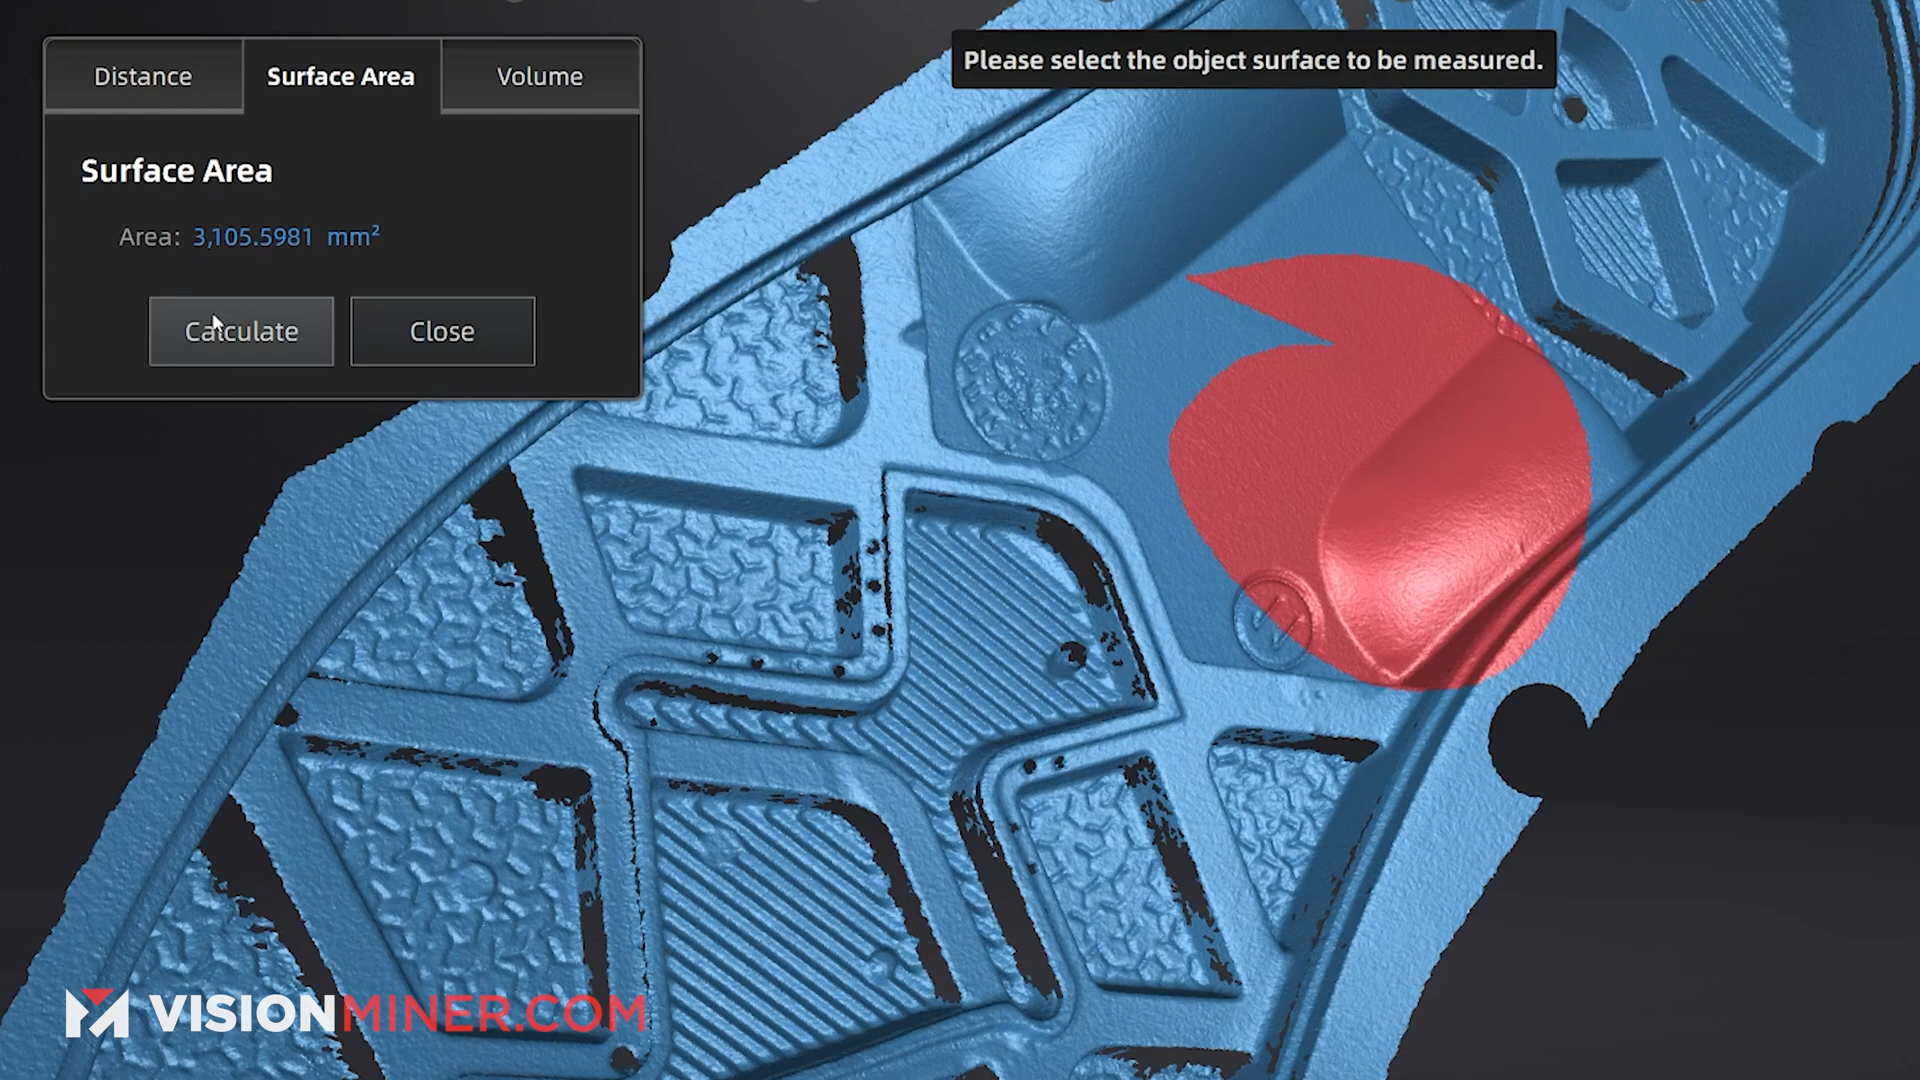 Distance
Surface Area
Volume
Please select the object surface to be measured.
Surface Area
Area: 3,105.5981 mm²
Calculate
Close
VISIONMINER.COM